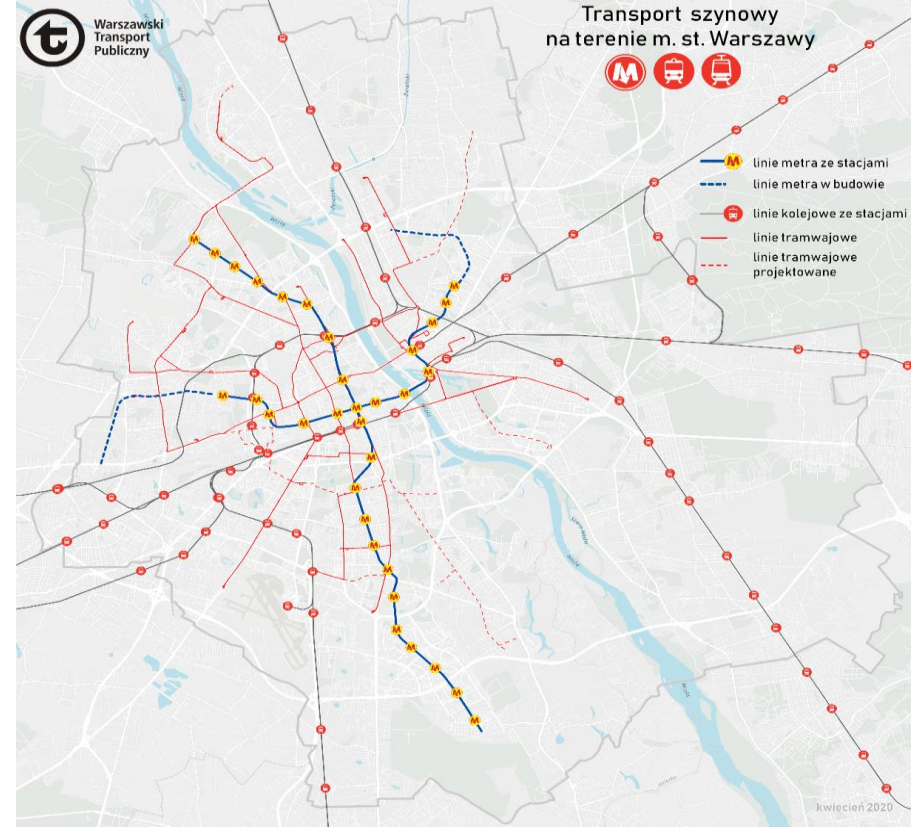 Warszawski
Transport
Publiczny
Transport szynowy
na terenie m. st. Warszawy
linie metra ze stacjami
linie metra w budowie
linie kolejowe ze stacjami
linie tramwajowe
linie tramwajowe
projektowane
kwiecień 2020